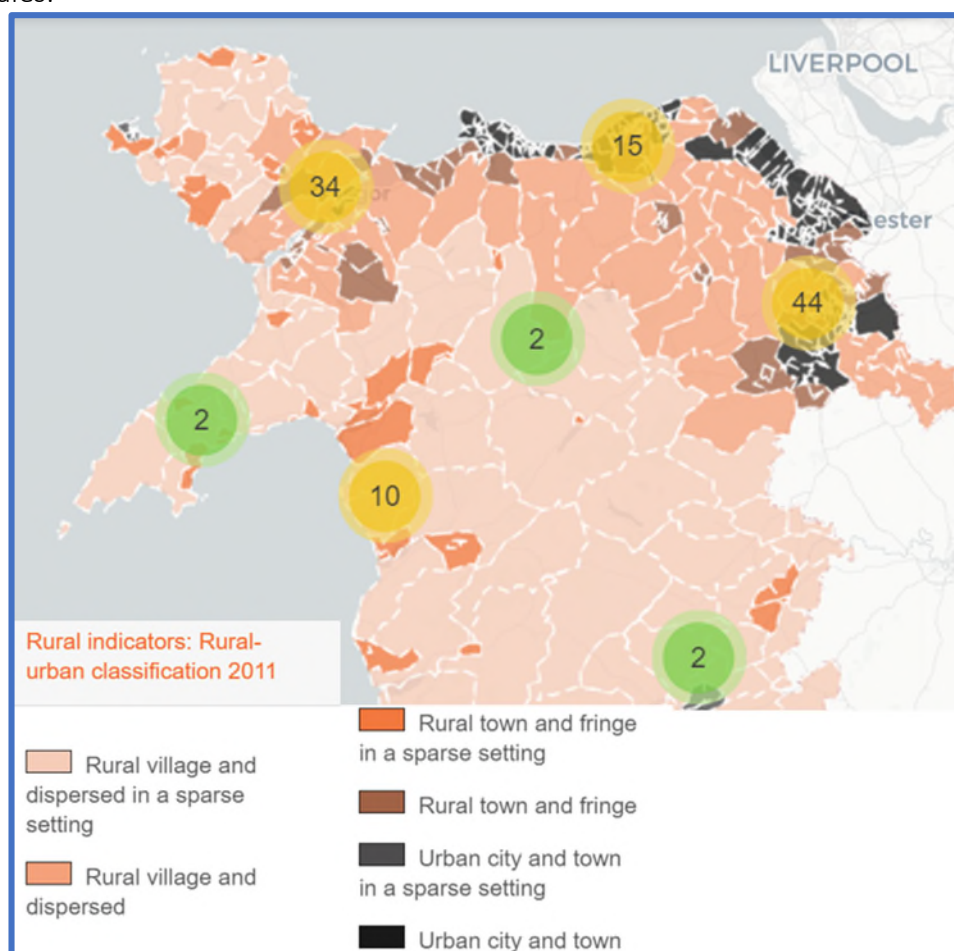 LIVERPOOL
15
34
ester
44
2
2
10
2
Rural indicators: Rural-
urban classification 2011
Rural village and
dispersed in a sparse
setting
Rural village and
dispersed
Rural town and fringe
in a sparse setting
Rural town and fringe
Urban city and town
in a sparse setting
Urban city and town